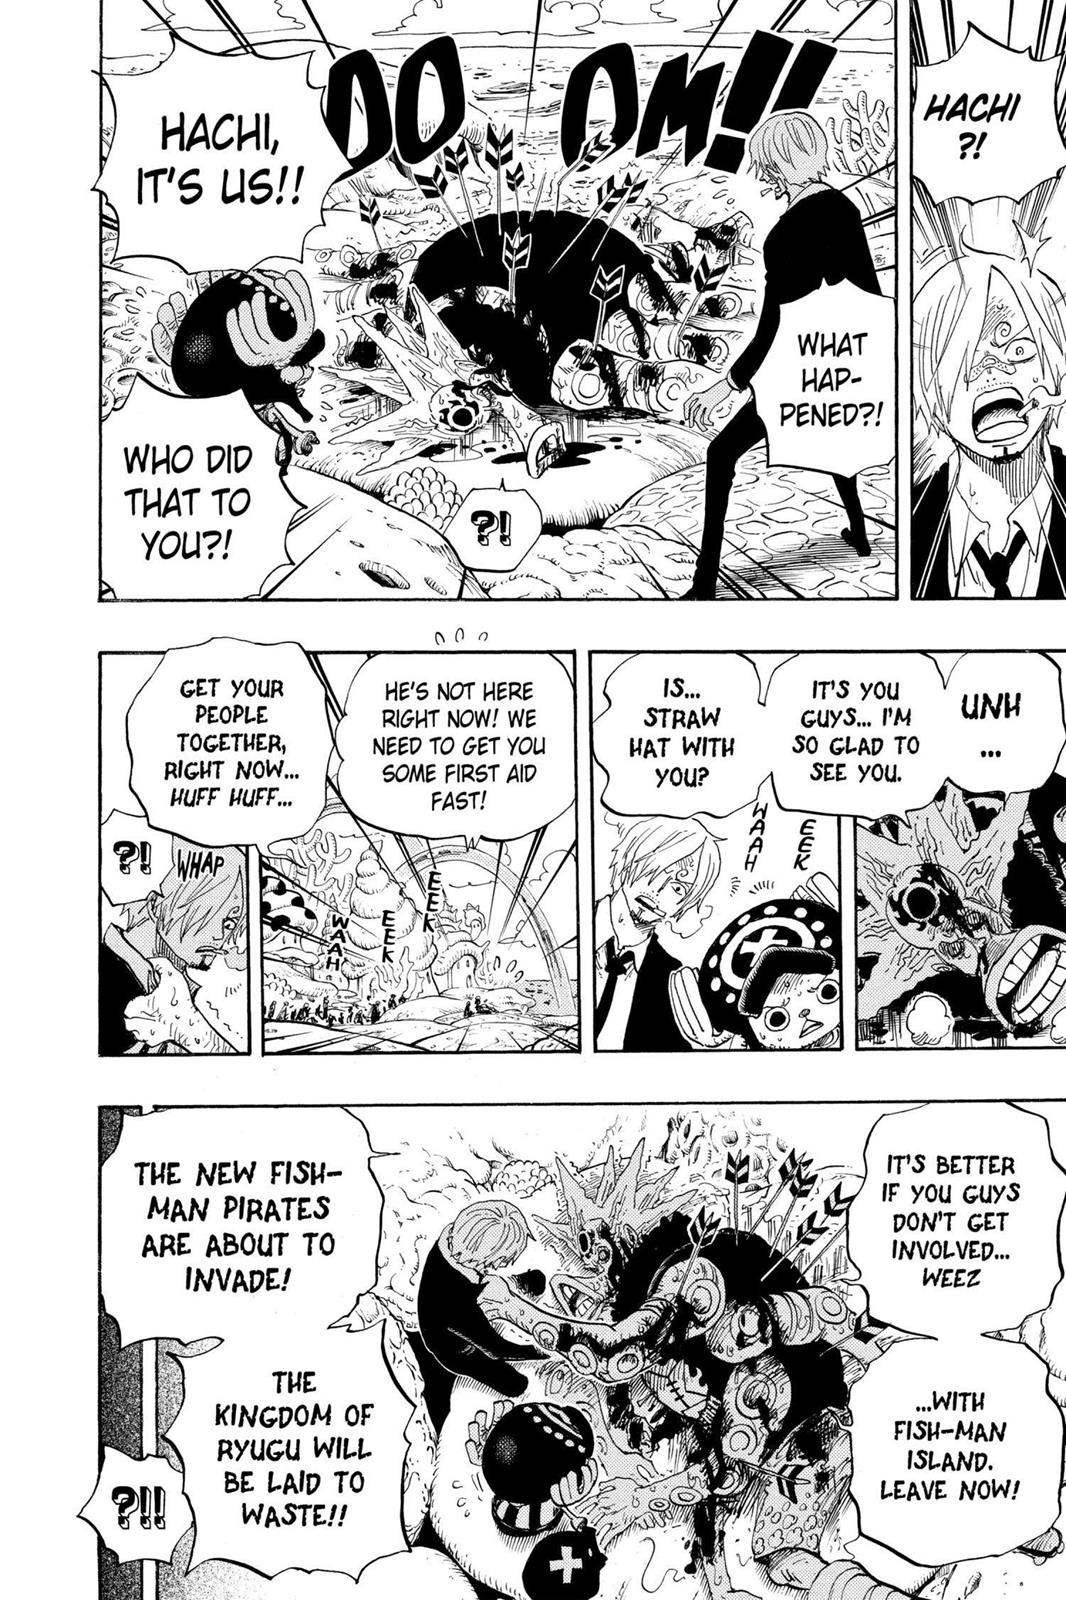 HACHI
?!
DOOM!!
HACHI,
IT'S US!!
WHAT
HAP-
PENED?!
WHO DID
THAT TO
YOU?!
?!
UNH
...
IT'S YOU
GUYS... I'M
SO GLAD TO
SEE YOU.
IS...
STRAW
HAT WITH
YOU?
WAAH
EEK
HE'S NOT HERE
RIGHT NOW! WE
NEED TO GET YOU
SOME FIRST AID
FAST!
EEK
EEK
WAAH
GET YOUR
PEOPLE
TOGETHER,
RIGHT NOW...
HUFF HUFF...
WHAP
?!
IT'S BETTER
IF YOU GUYS
DON'T GET
INVOLVED...
WEEZ
...WITH
FISH-MAN
ISLAND.
LEAVE NOW!
THE NEW FISH-
MAN PIRATES
ARE ABOUT TO
INVADE!
THE
KINGDOM OF
RYUGU WILL
BE LAID TO
WASTE!!
?!!